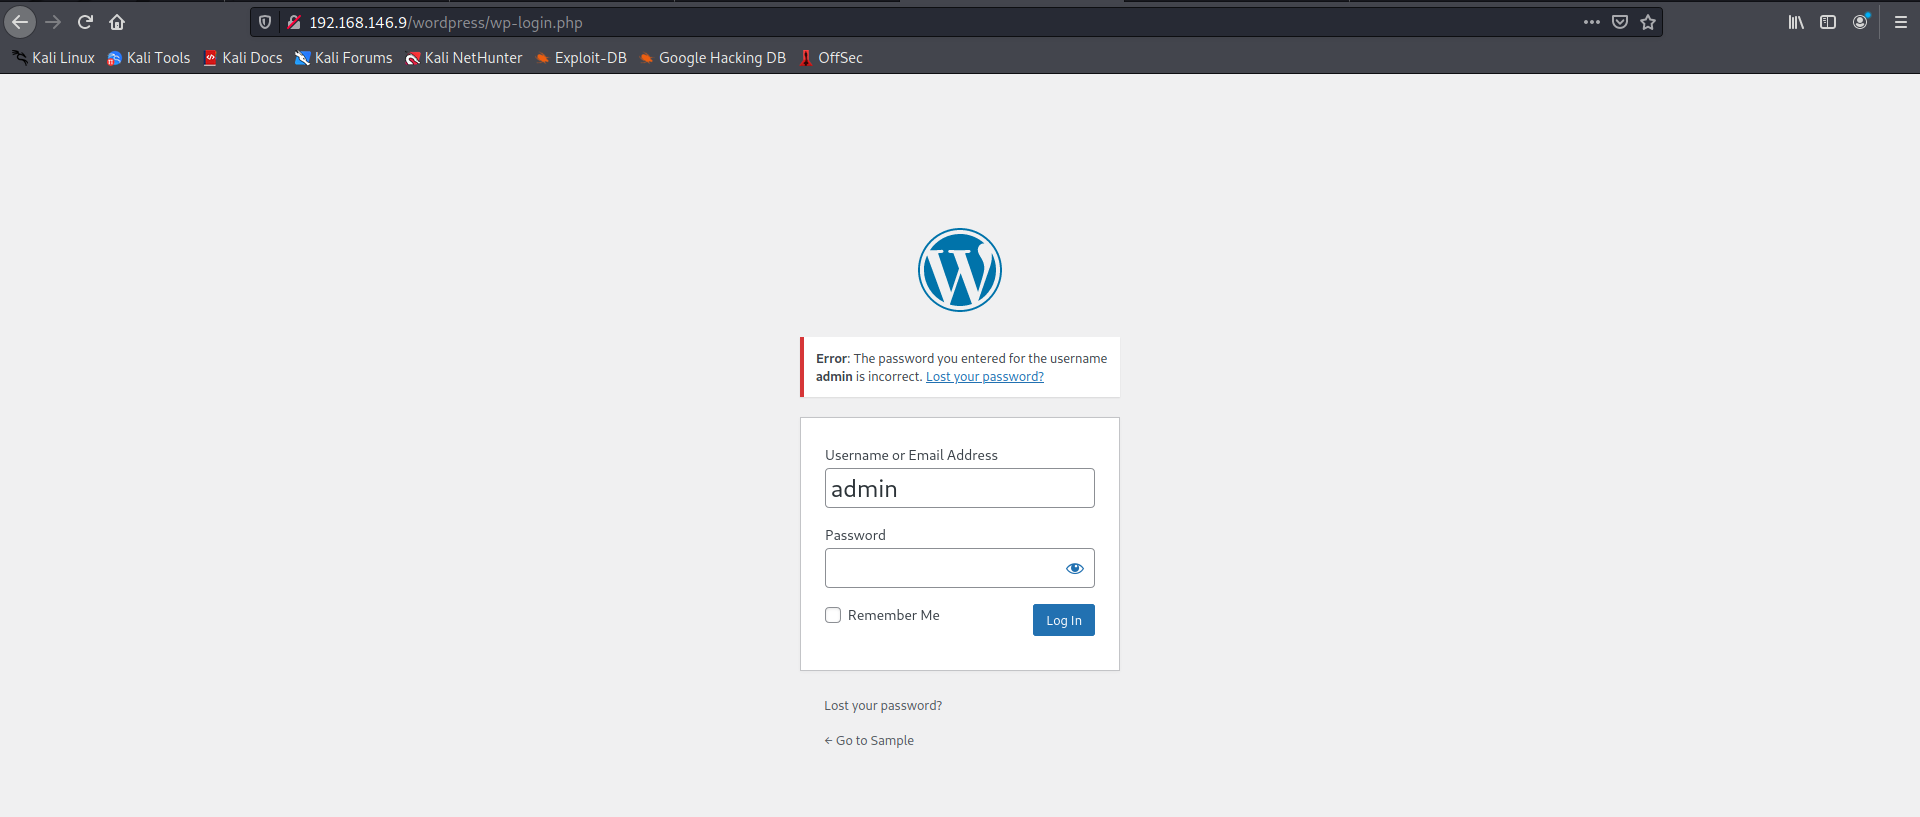 192.168.146.9/wordpress/wp-login.php
Kali Linux Kali Tools Kali Docs Kali Forums Kali NetHunter Exploit-DB Google Hacking DB OffSec
Error: The password you entered for the username
admin is incorrect. Lost your password?
Username or Email Address
admin
Password
Remember Me
Log In
Lost your password?
← Go to Sample